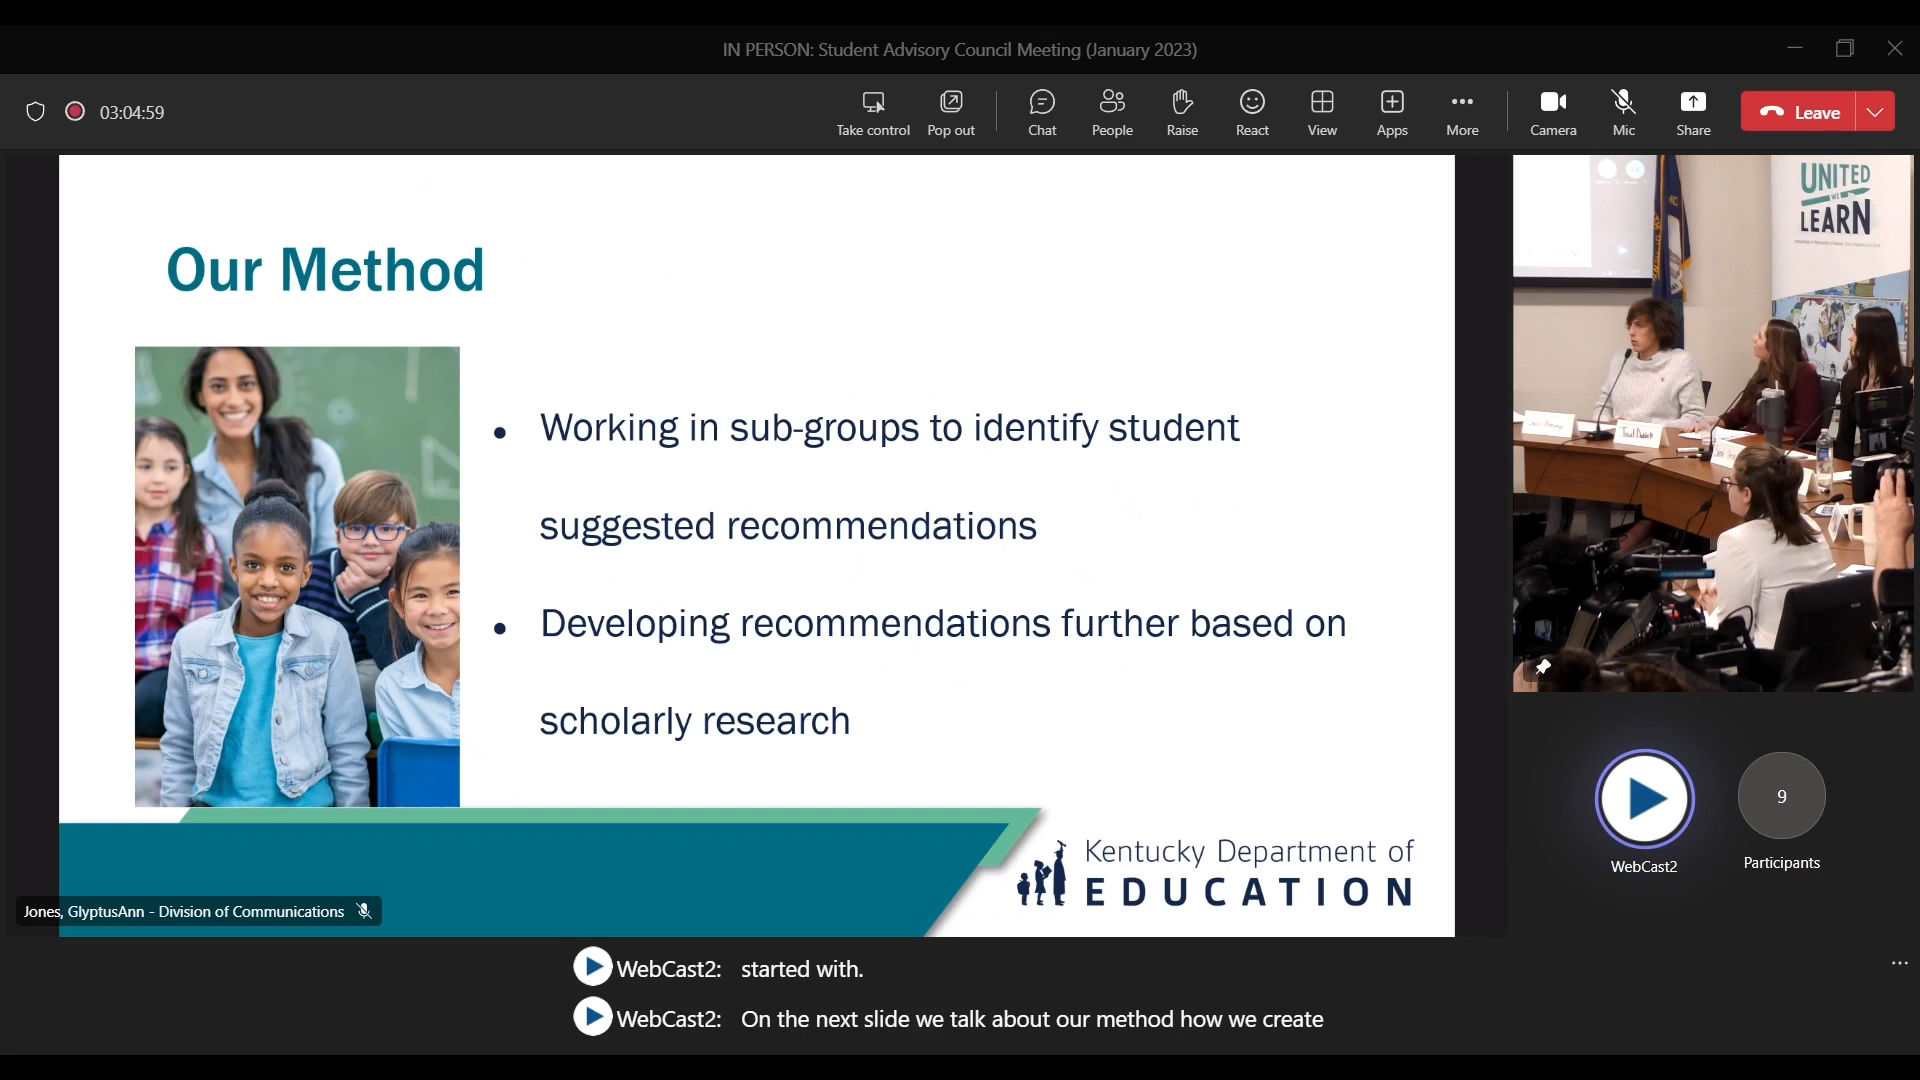 IN PERSON: Student Advisory Council Meeting (January 2023)
03:04:59
Take control
Pop out
Chat
People
Raise
React
View
Apps
More
Camera
Mic
Share
Leave
Our Method
• Working in sub-groups to identify student
suggested recommendations
• Developing recommendations further based on
scholarly research
Kentucky Department of
EDUCATION
Jones, GlyptusAnn - Division of Communications
UNITED
WE
LEARN
WebCast2
9
Participants
WebCast2: started with.
WebCast2: On the next slide we talk about our method how we create